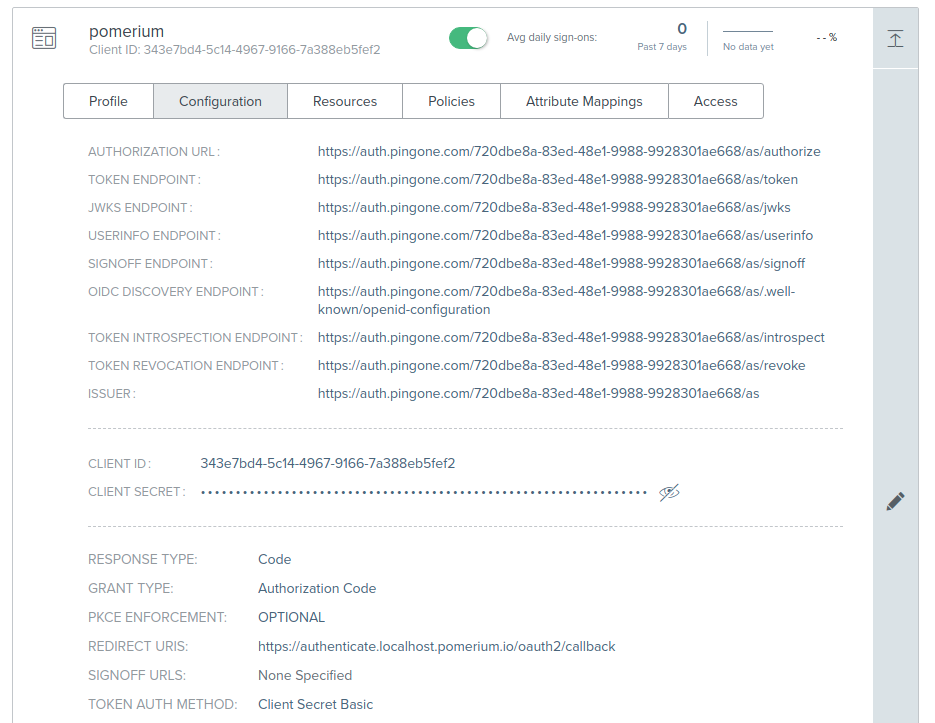 pomerium
Client ID: 343e7bd4-5c14-4967-9166-7a388eb5fef2
Avg daily sign-ons:
0
Past 7 days
No data yet
--%
Profile
Configuration
Resources
Policies
Attribute Mappings
Access
AUTHORIZATION URL: https://auth.pingone.com/720dbe8a-83ed-48e1-9988-9928301ae668/as/authorize
TOKEN ENDPOINT: https://auth.pingone.com/720dbe8a-83ed-48e1-9988-9928301ae668/as/token
JWKS ENDPOINT: https://auth.pingone.com/720dbe8a-83ed-48e1-9988-9928301ae668/as/jwks
USERINFO ENDPOINT: https://auth.pingone.com/720dbe8a-83ed-48e1-9988-9928301ae668/as/userinfo
SIGNOFF ENDPOINT: https://auth.pingone.com/720dbe8a-83ed-48e1-9988-9928301ae668/as/signoff
OIDC DISCOVERY ENDPOINT: https://auth.pingone.com/720dbe8a-83ed-48e1-9988-9928301ae668/as/.well-
known/openid-configuration
TOKEN INTROSPECTION ENDPOINT: https://auth.pingone.com/720dbe8a-83ed-48e1-9988-9928301ae668/as/introspect
TOKEN REVOCATION ENDPOINT: https://auth.pingone.com/720dbe8a-83ed-48e1-9988-9928301ae668/as/revoke
ISSUER: https://auth.pingone.com/720dbe8a-83ed-48e1-9988-9928301ae668/as
CLIENT ID: 343e7bd4-5c14-4967-9166-7a388eb5fef2
CLIENT SECRET: ••••••••••••••••••••••••••••••••••••••••••••••••••••••••••••••••
RESPONSE TYPE: Code
GRANT TYPE: Authorization Code
PKCE ENFORCEMENT: OPTIONAL
REDIRECT URIS: https://authenticate.localhost.pomerium.io/oauth2/callback
SIGNOFF URLS: None Specified
TOKEN AUTH METHOD: Client Secret Basic